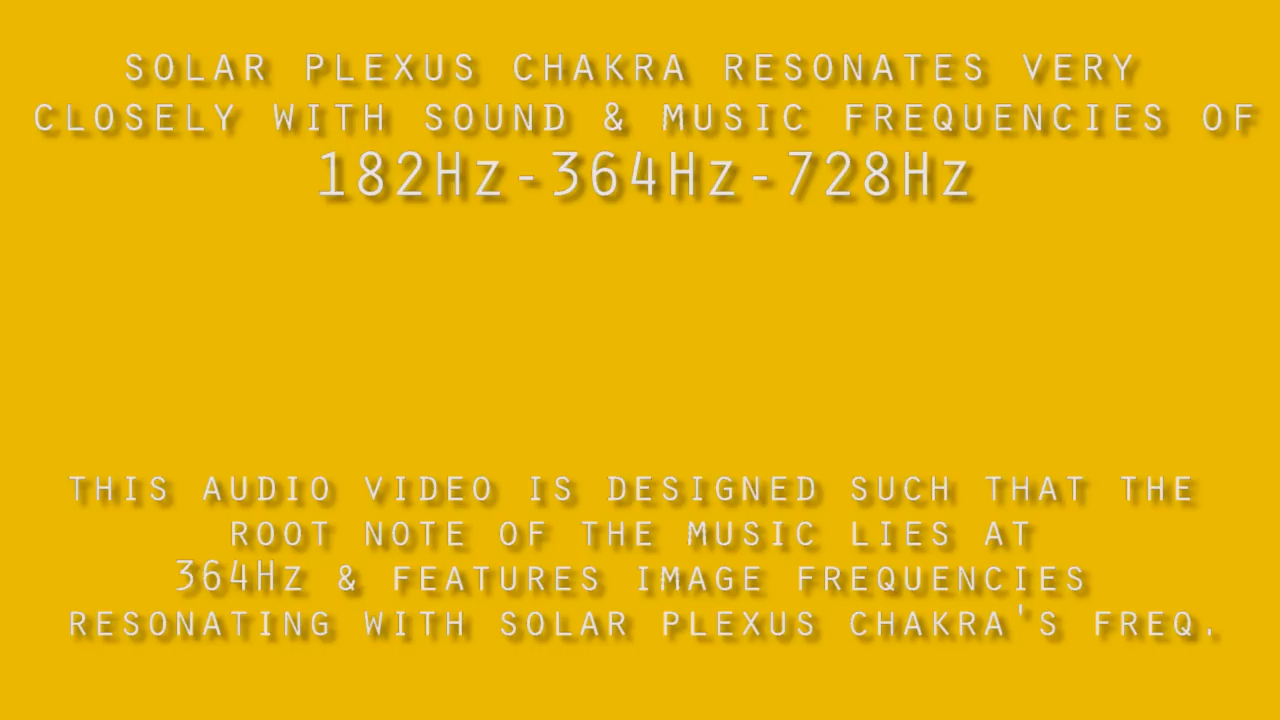 SOLAR PLEXUS CHAKRA RESONATES VERY
CLOSELY WITH SOUND & MUSIC FREQUENCIES OF
182Hz-364Hz-728Hz
THIS AUDIO VIDEO IS DESIGNED SUCH THAT THE
ROOT NOTE OF THE MUSIC LIES AT
364Hz & FEATURES IMAGE FREQUENCIES
RESONATING WITH SOLAR PLEXUS CHAKRA'S FREQ.